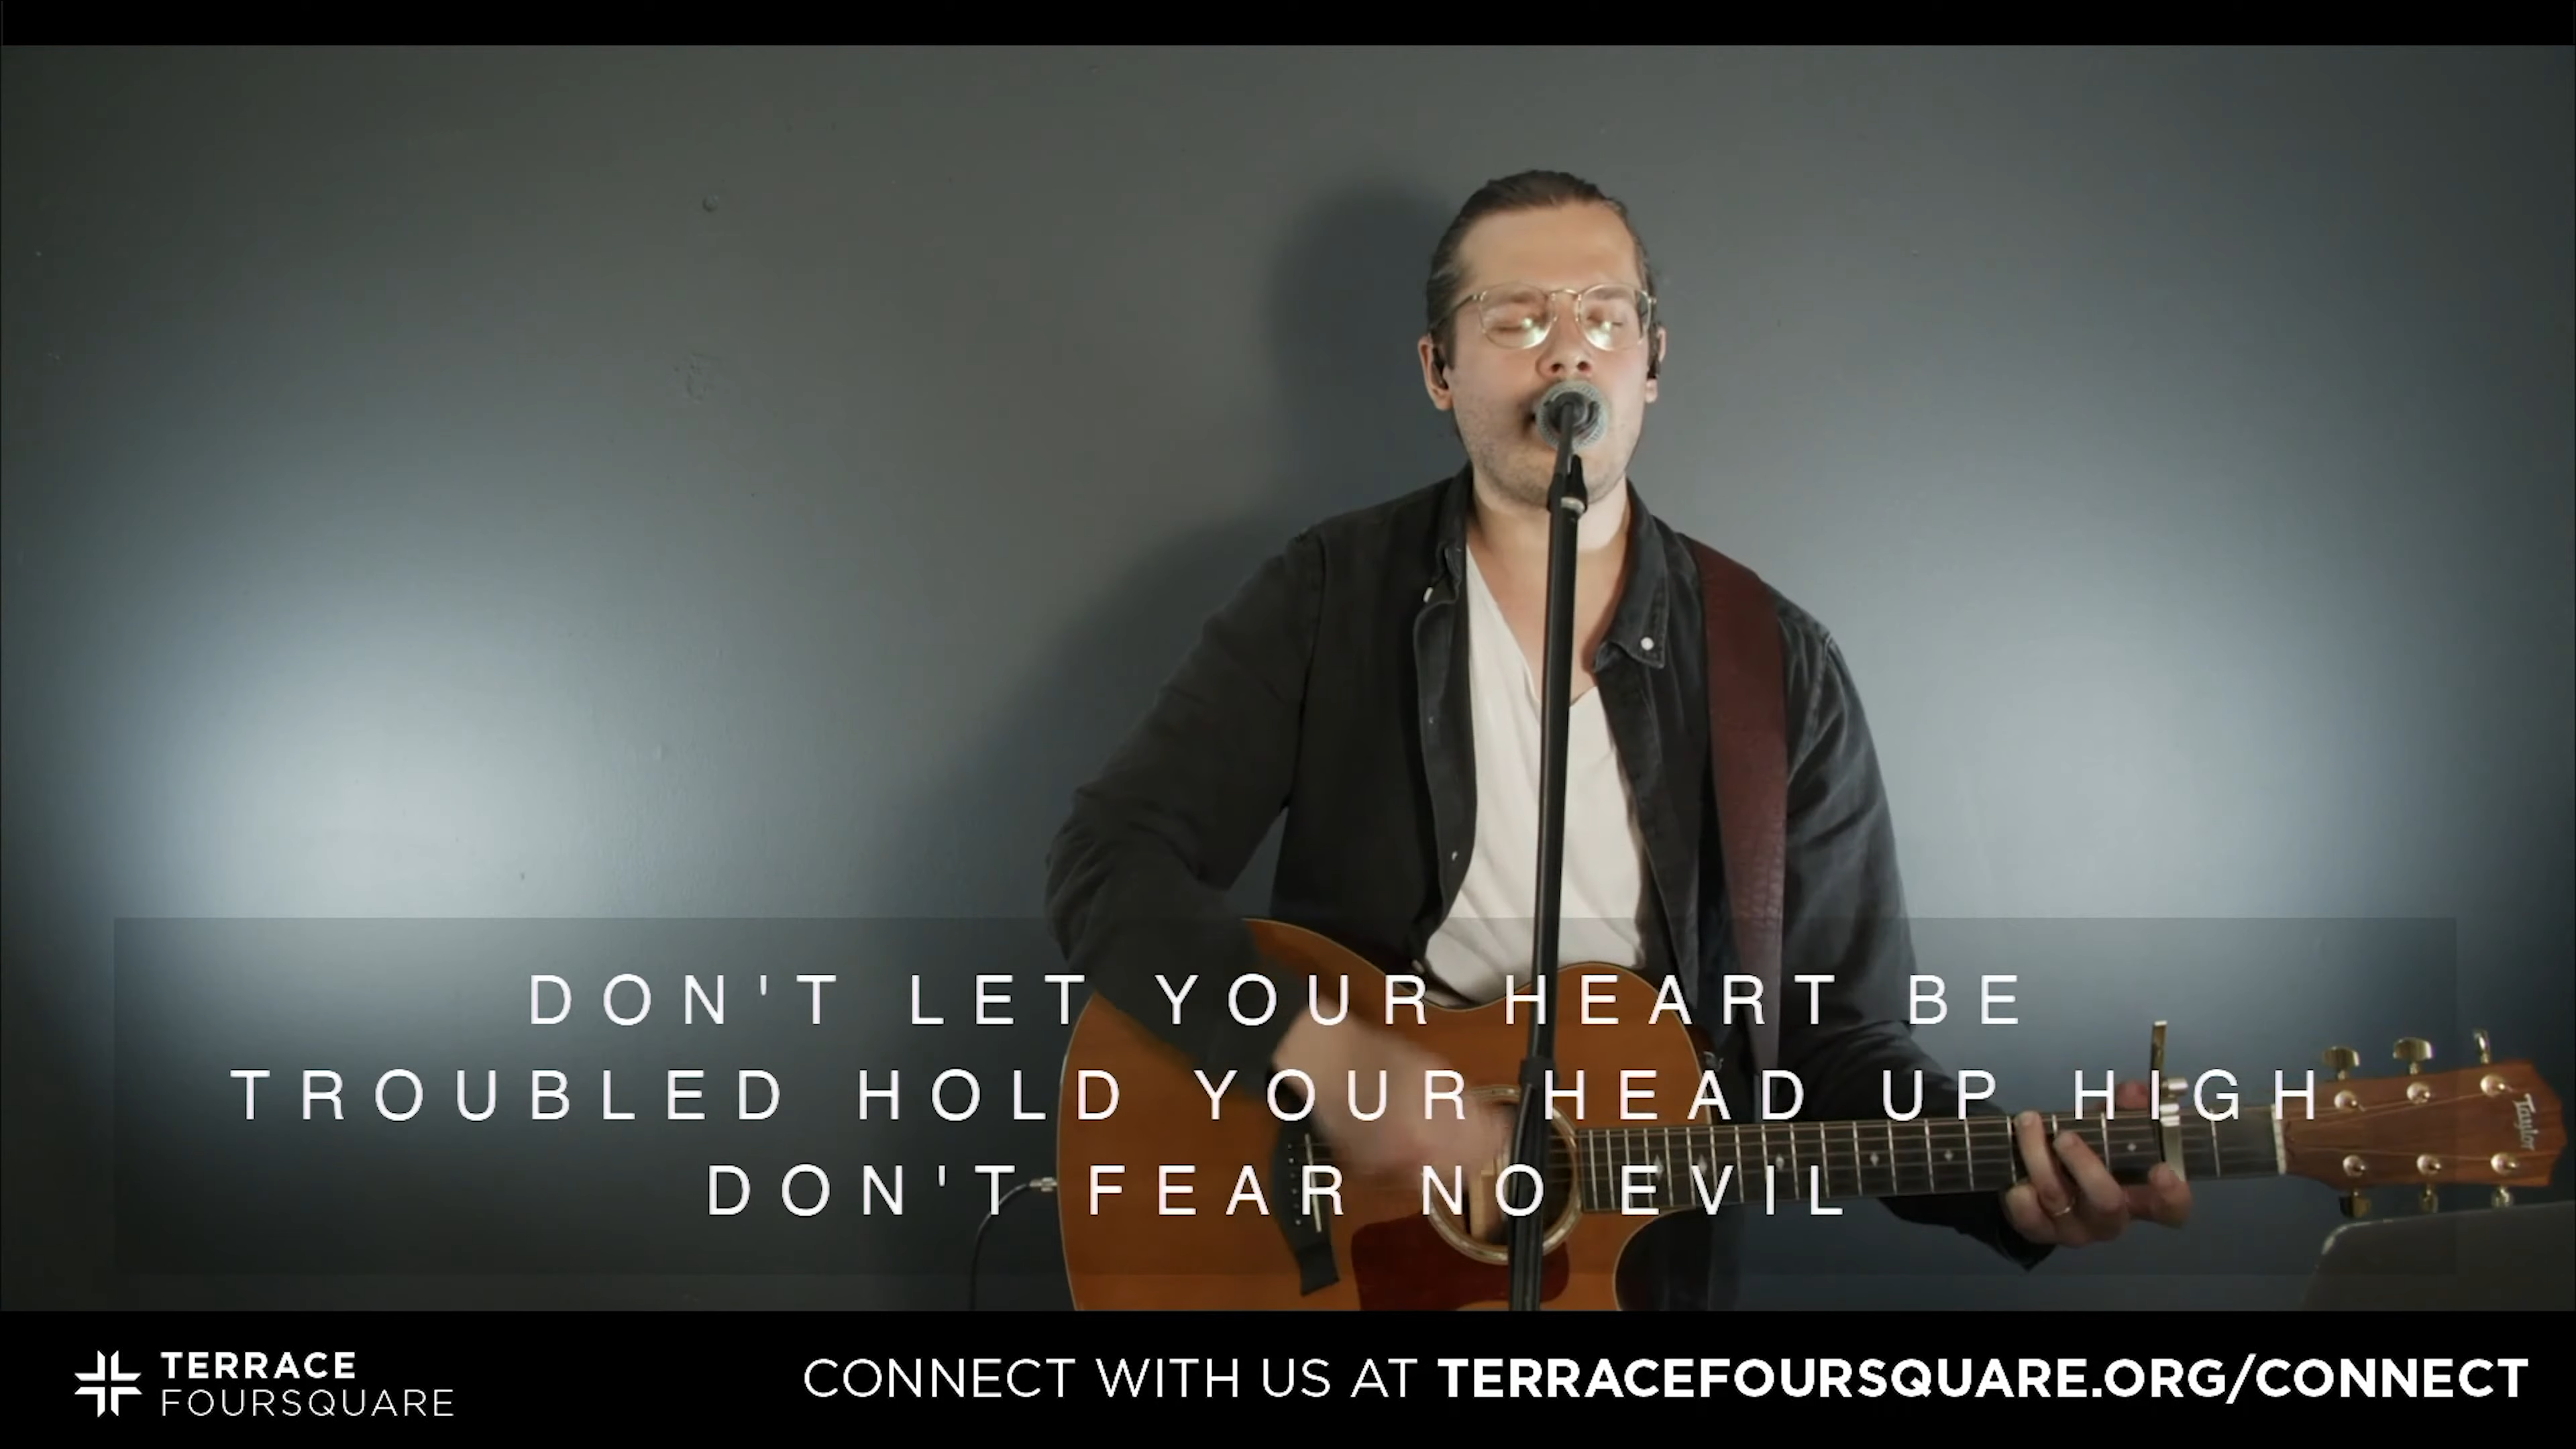 DON'T LET YOUR HEART BE
TROUBLED HOLD YOUR HEAD UP HIGH
DON'T FEAR NO EVIL
Taylor
TERRACE
FOURSQUARE
CONNECT WITH US AT TERRACEFOURSQUARE.ORG/CONNECT